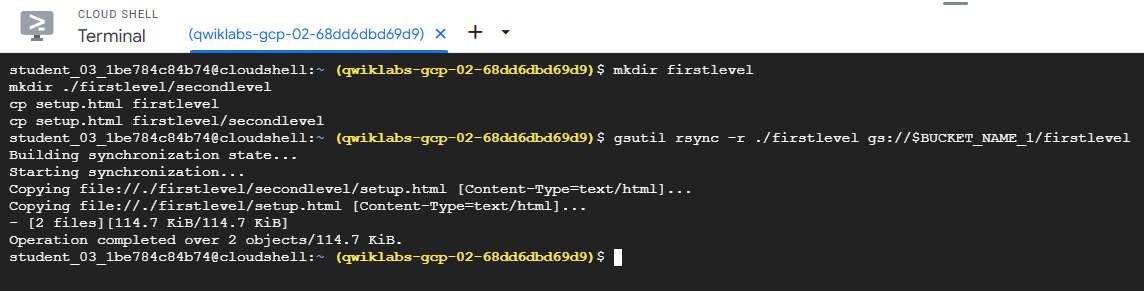 CLOUD SHELL
Terminal
(qwiklabs-gcp-02-68dd6dbd69d9) × + ▾
student_03_1be784c84b74@cloudshell:~ (qwiklabs-gcp-02-68dd6dbd69d9)$ mkdir firstlevel
mkdir ./firstlevel/secondlevel
cp setup.html firstlevel
cp setup.html firstlevel/secondlevel
student_03_1be784c84b74@cloudshell:~ (qwiklabs-gcp-02-68dd6dbd69d9)$ gsutil rsync -r ./firstlevel gs://$BUCKET_NAME_1/firstlevel
Building synchronization state...
Starting synchronization...
Copying file://./firstlevel/secondlevel/setup.html [Content-Type=text/html]...
Copying file://./firstlevel/setup.html [Content-Type=text/html]...
- [2 files][114.7 KiB/114.7 KiB]
Operation completed over 2 objects/114.7 KiB.
student_03_1be784c84b74@cloudshell:~ (qwiklabs-gcp-02-68dd6dbd69d9)$